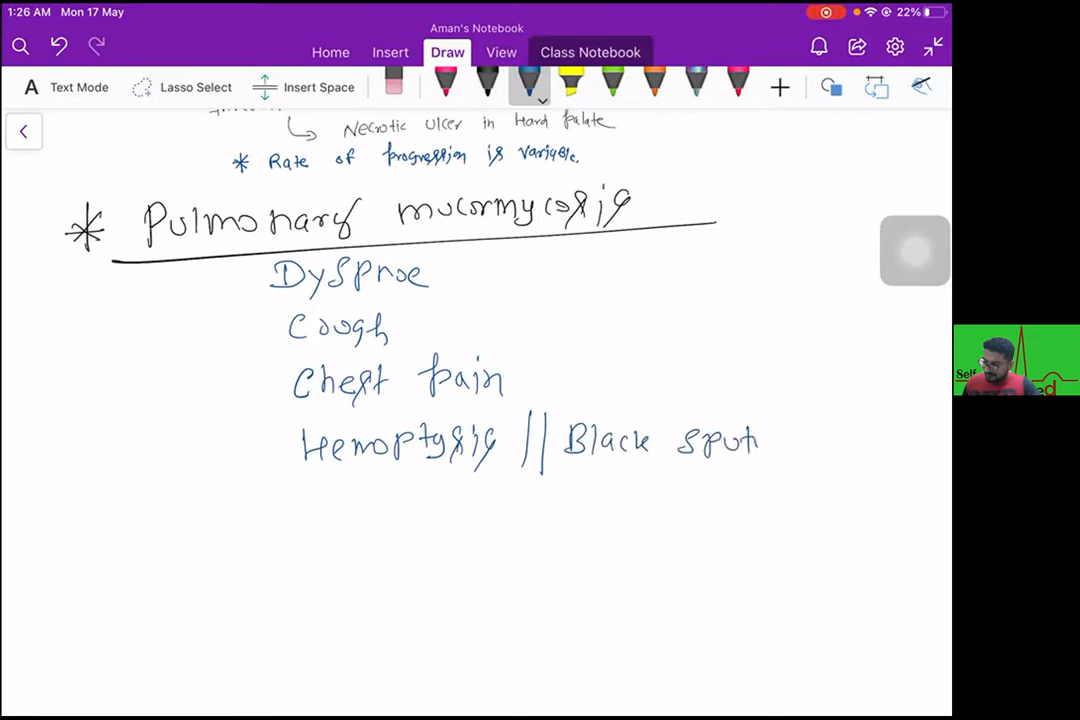 1:26 AM Mon 17 May
22%
Aman's Notebook
Home Insert Draw View Class Notebook
A Text Mode Lasso Select Insert Space
Necrotic Ulcer in Hard Palate
* Rate of progression is variable.
* Pulmonary mucormycosis
Dyspnoe
Cough
Chest Pain
Hemoptysis || Black sput
Self
ed